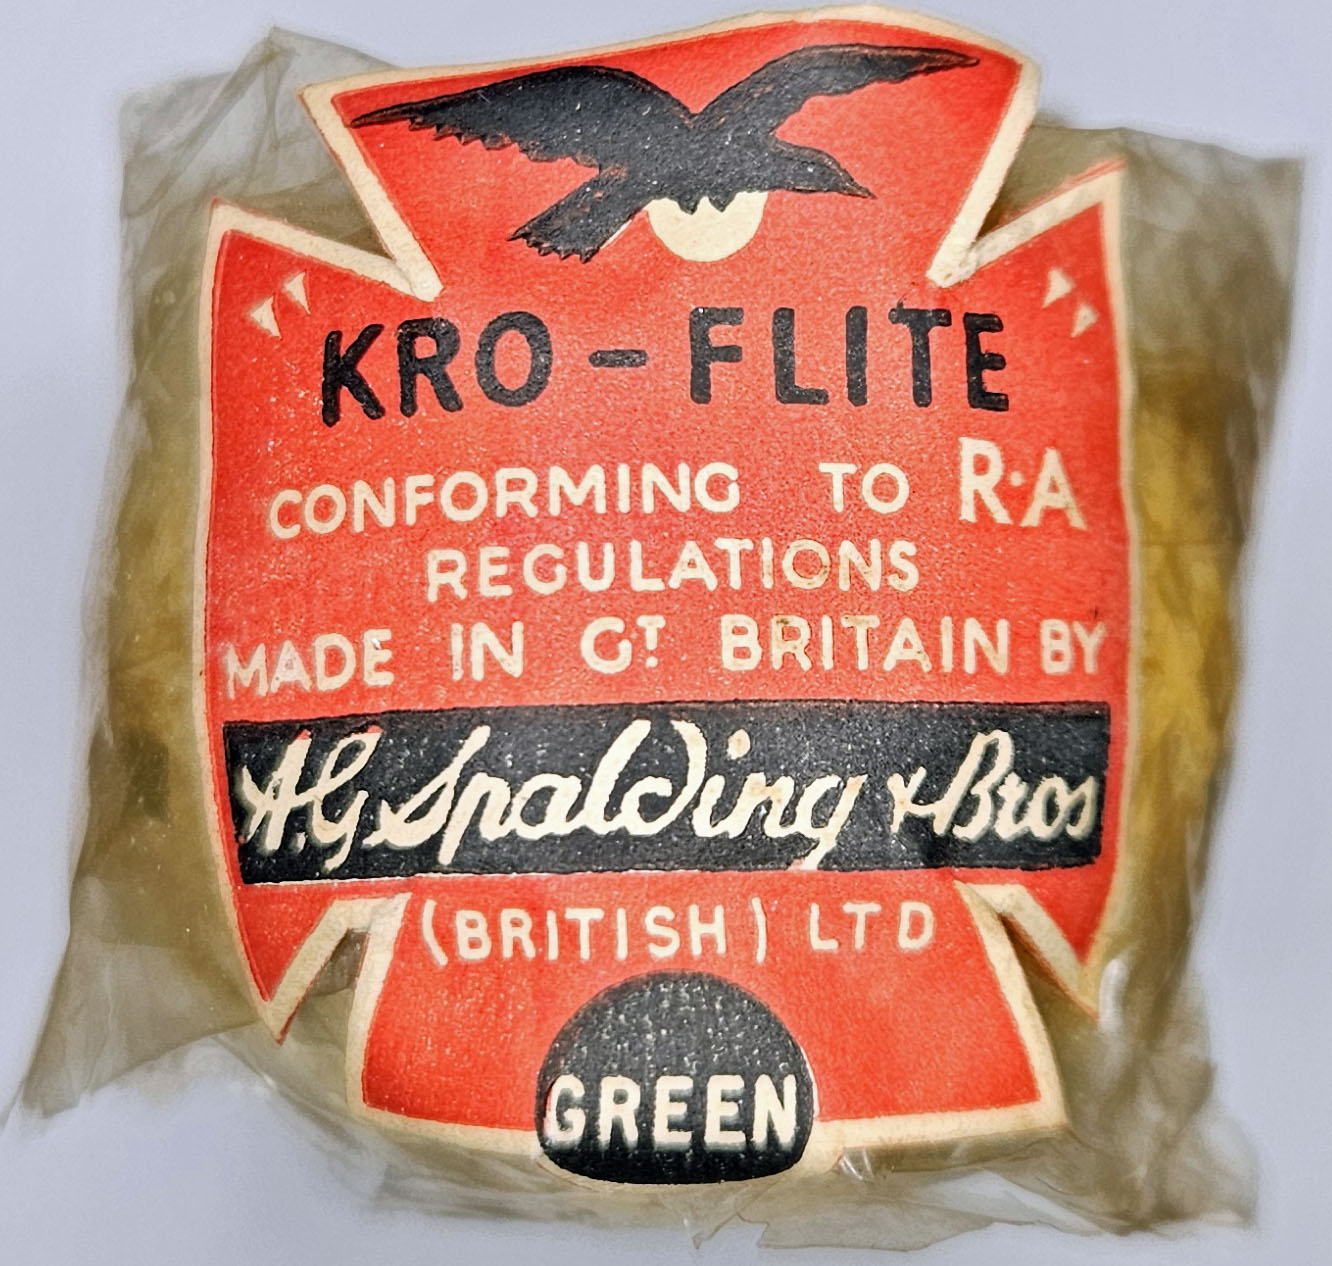 KRO-FLITE
CONFORMING TO R·A
REGULATIONS
MADE IN GT BRITAIN BY
A.G. Spalding & Bros
(BRITISH) LTD
GREEN